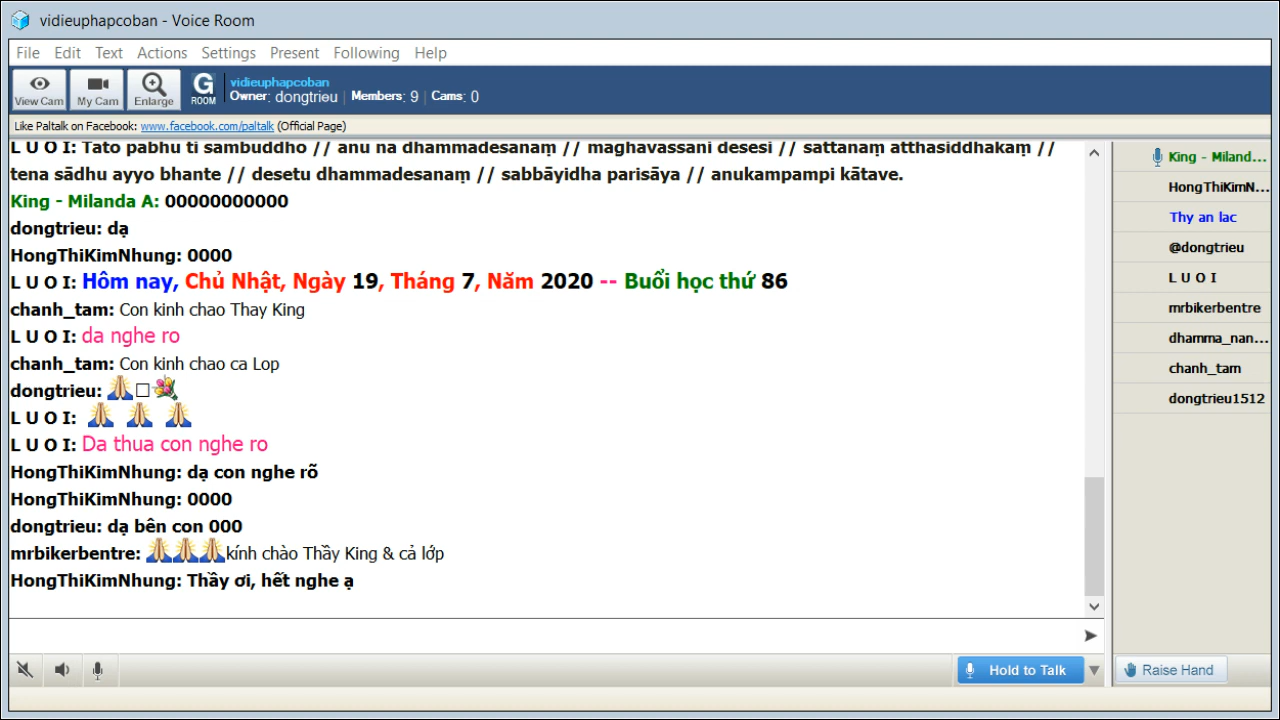 vidieuphapcoban - Voice Room
File Edit Text Actions Settings Present Following Help
View Cam My Cam Enlarge G ROOM
vidieuphapcoban
Owner: dongtrieu | Members: 9 | Cams: 0
Like Paltalk on Facebook: www.facebook.com/paltalk (Official Page)
L U O I: Tato pabhu ti sambuddho // anu na dhammadesanaṃ // maghavassani desesi // sattanaṃ atthasiddhakaṃ //
tena sādhu ayyo bhante // desetu dhammadesanaṃ // sabbāyidha parisāya // anukampampi kātave.
King - Milanda A: 00000000000
dongtrieu: dạ
HongThiKimNhung: 0000
L U O I: Hôm nay, Chủ Nhật, Ngày 19, Tháng 7, Năm 2020 -- Buổi học thứ 86
chanh_tam: Con kinh chao Thay King
L U O I: da nghe ro
chanh_tam: Con kinh chao ca Lop
dongtrieu:
L U O I:
L U O I: Da thua con nghe ro
HongThiKimNhung: dạ con nghe rõ
HongThiKimNhung: 0000
dongtrieu: dạ bên con 000
mrbikerbentre: kính chào Thầy King & cả lớp
HongThiKimNhung: Thầy ơi, hết nghe ạ
King - Miland...
HongThiKimN...
Thy an lac
@dongtrieu
L U O I
mrbikerbentre
dhamma_nan...
chanh_tam
dongtrieu1512
Hold to Talk
Raise Hand